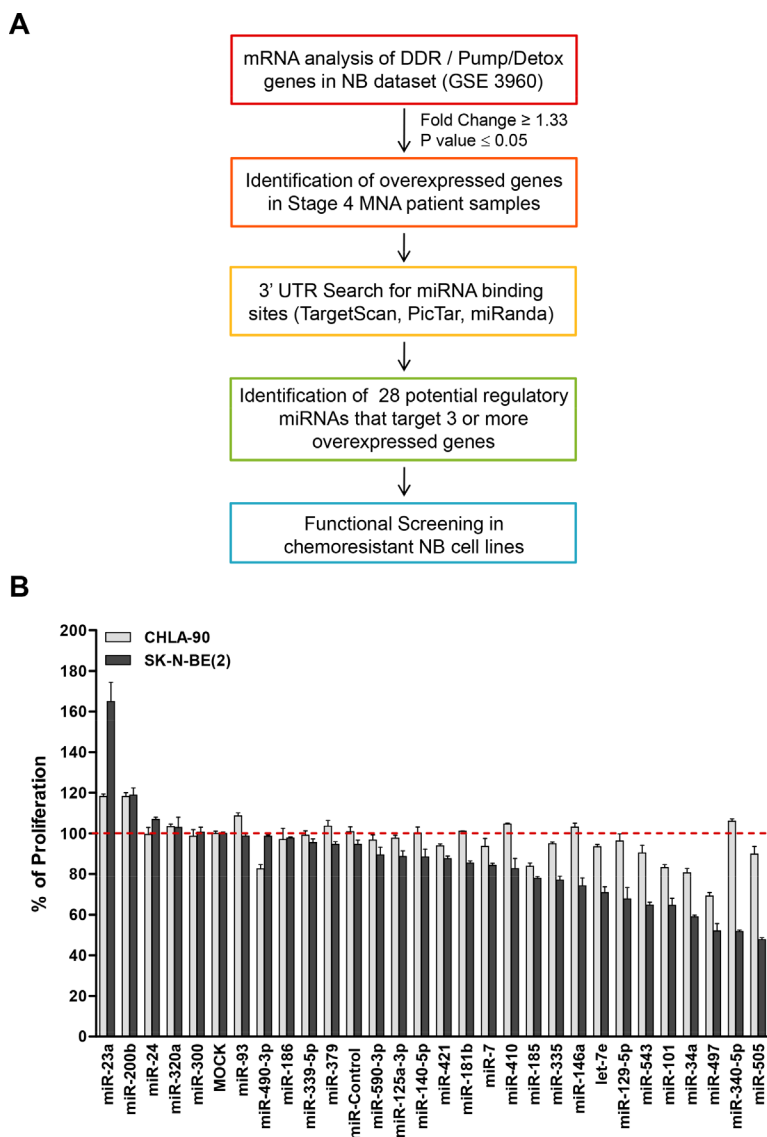 A
mRNA analysis of DDR / Pump/Detox
genes in NB dataset (GSE 3960)
Fold Change ≥ 1.33
P value ≤ 0.05
Identification of overexpressed genes
in Stage 4 MNA patient samples
3' UTR Search for miRNA binding
sites (TargetScan, PicTar, miRanda)
Identification of 28 potential regulatory
miRNAs that target 3 or more
overexpressed genes
Functional Screening in
chemoresistant NB cell lines
B
CHLA-90
SK-N-BE(2)
% of Proliferation
200
180
160
140
120
100
80
60
40
20
0
miR-23a
miR-200b
miR-24
miR-320a
miR-300
MOCK
miR-93
miR-490-3p
miR-186
miR-339-5p
miR-379
miR-Control
miR-590-3p
miR-125a-3p
miR-140-5p
miR-421
miR-181b
miR-7
miR-410
miR-185
miR-335
miR-146a
let-7e
miR-129-5p
miR-543
miR-101
miR-34a
miR-497
miR-340-5p
miR-505